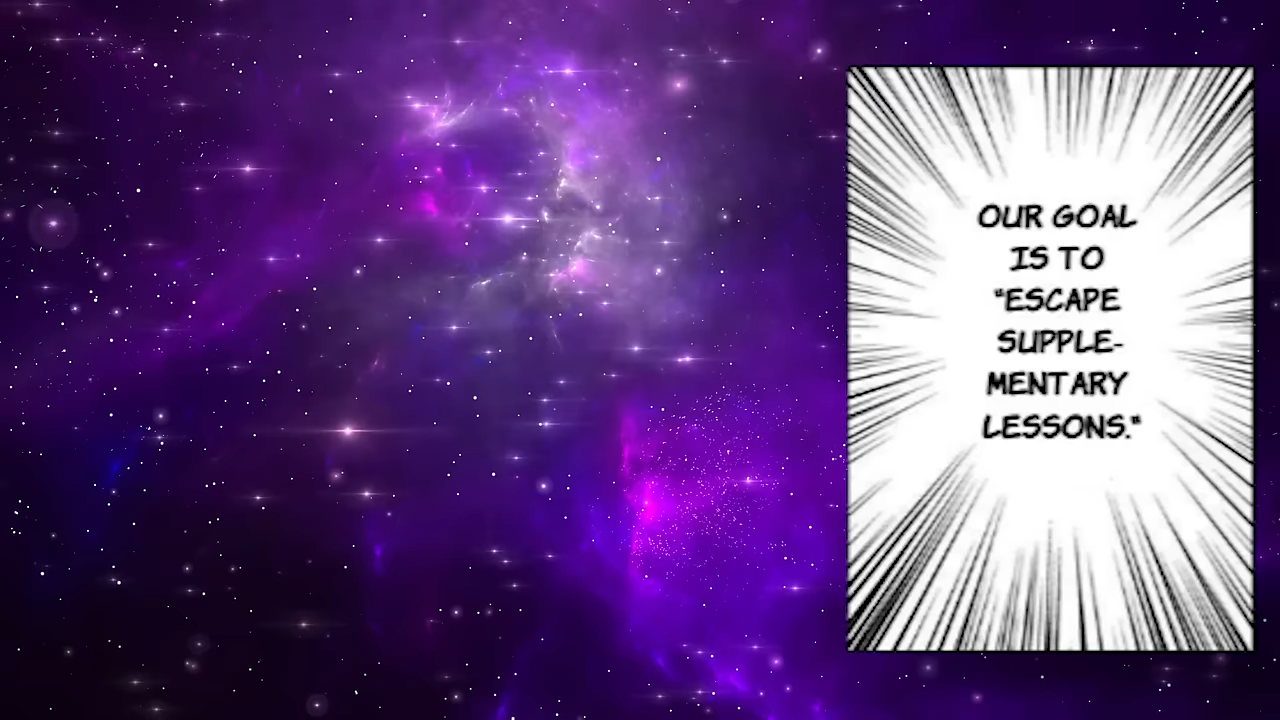 OUR GOAL
IS TO
"ESCAPE
SUPPLE-
MENTARY
LESSONS."